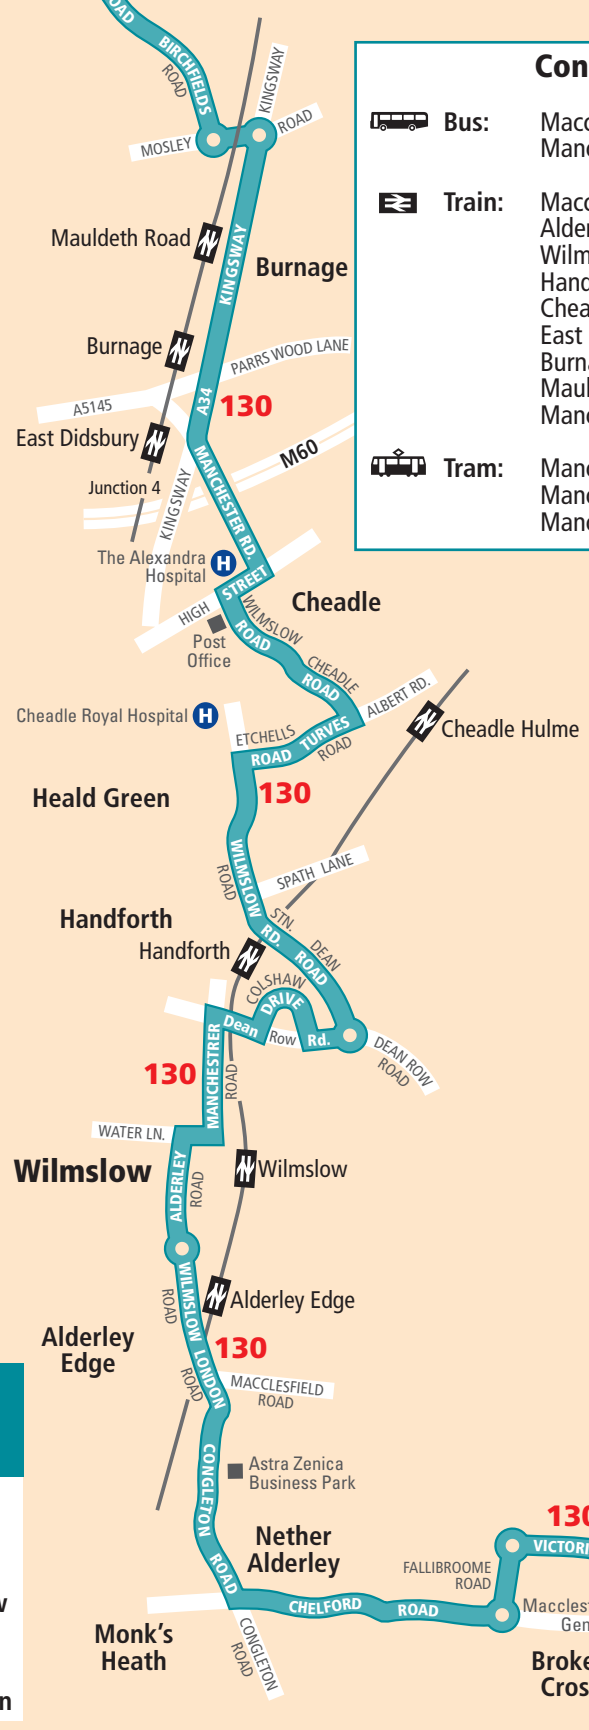 BIRCHFIELDS
ROAD
KINGSWAY
MOSLEY
ROAD
Con
Bus:
Train:
East
Tram:
Mauldeth Road
KINGSWAY
Burnage
Burnage
PARRS WOOD LANE
A5145
A34
130
East Didsbury
M60
Junction 4
KINGSWAY
MANCHESTER RD.
The Alexandra
Hospital
H
STREET
HIGH
Cheadle
WILMSLOW
ROAD
Post
Office
CHEADLE
ROAD
ALBERT RD.
Cheadle Royal Hospital
H
ETCHELLS
ROAD
TURVES
ROAD
Cheadle Hulme
Heald Green
130
WILMSLOW
ROAD
SPATH LANE
Handforth
STN.
RD.
DEAN
ROAD
Handforth
COLSHAW
DRIVE
Dean
Row
Rd.
DEAN ROW
ROAD
MANCHESTRER
ROAD
130
WATER LN.
Wilmslow
ALDERLEY
ROAD
Wilmslow
WILMSLOW
ROAD
Alderley Edge
Alderley
Edge
130
LONDON
ROAD
MACCLESFIELD
ROAD
CONGLETON
ROAD
Astra Zenica
Business Park
Nether
Alderley
FALLIBROOME
ROAD
CHELFORD
ROAD
Monk's
Heath
CONGLETON
ROAD